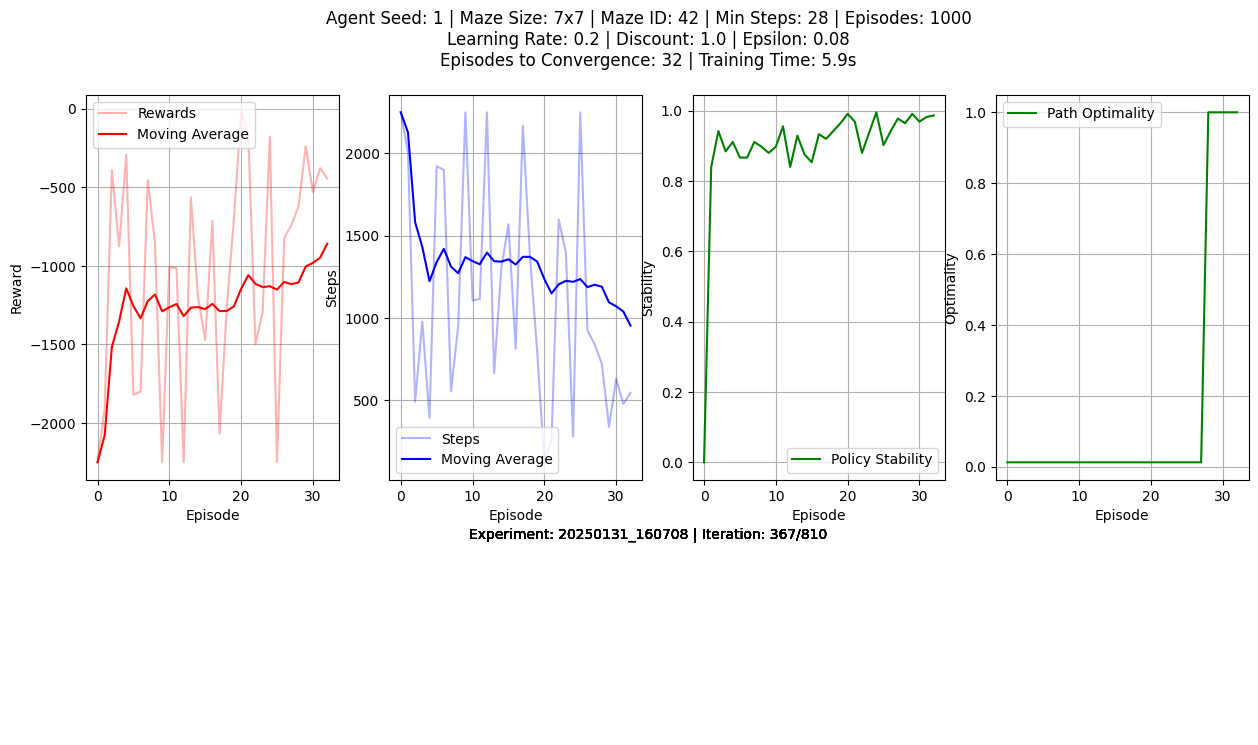 Agent Seed: 1 | Maze Size: 7x7 | Maze ID: 42 | Min Steps: 28 | Episodes: 1000
Learning Rate: 0.2 | Discount: 1.0 | Epsilon: 0.08
Episodes to Convergence: 32 | Training Time: 5.9s
Reward
0
−500
−1000
−1500
−2000
Rewards
Moving Average
0
10
20
30
Episode
Steps
2000
1500
1000
500
Steps
Moving Average
0
10
20
30
Episode
Stability
1.0
0.8
0.6
0.4
0.2
0.0
Policy Stability
0
10
20
30
Episode
Optimality
1.0
0.8
0.6
0.4
0.2
0.0
Path Optimality
0
10
20
30
Episode
Experiment: 20250131_160708 | Iteration: 367/810